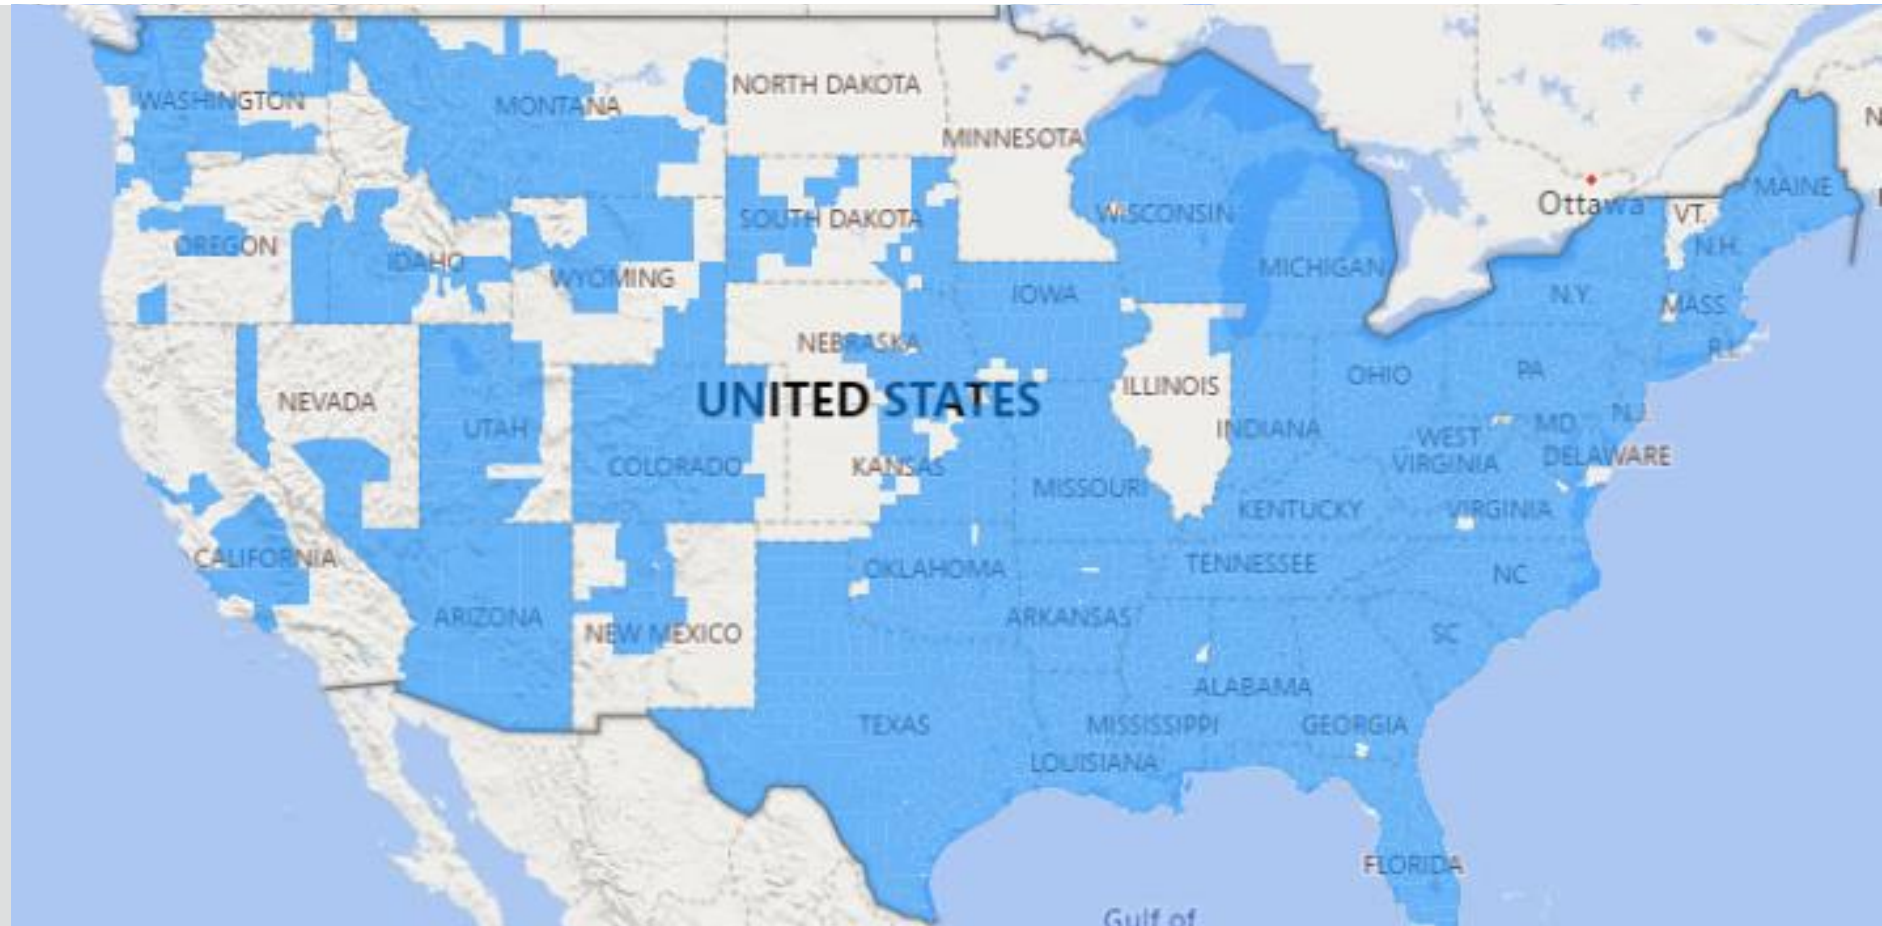 NORTH DAKOTA
WASHINGTON
MONTANA
MINNESOTA
MAINE
Ottawa
VT.
WISCONSIN
SOUTH DAKOTA
OREGON
N.H.
IDAHO
MICHIGAN
WYOMING
IOWA
N.Y.
MASS.
NEBRASKA
R.I.
PA
OHIO
ILLINOIS
UNITED STATES
NEVADA
N.J.
MD
UTAH
INDIANA
WEST
VIRGINIA
DELAWARE
COLORADO
KANSAS
MISSOURI
KENTUCKY
VIRGINIA
CALIFORNIA
OKLAHOMA
TENNESSEE
NC
ARIZONA
ARKANSAS
NEW MEXICO
SC
ALABAMA
TEXAS
MISSISSIPPI
GEORGIA
LOUISIANA
FLORIDA
Gulf of